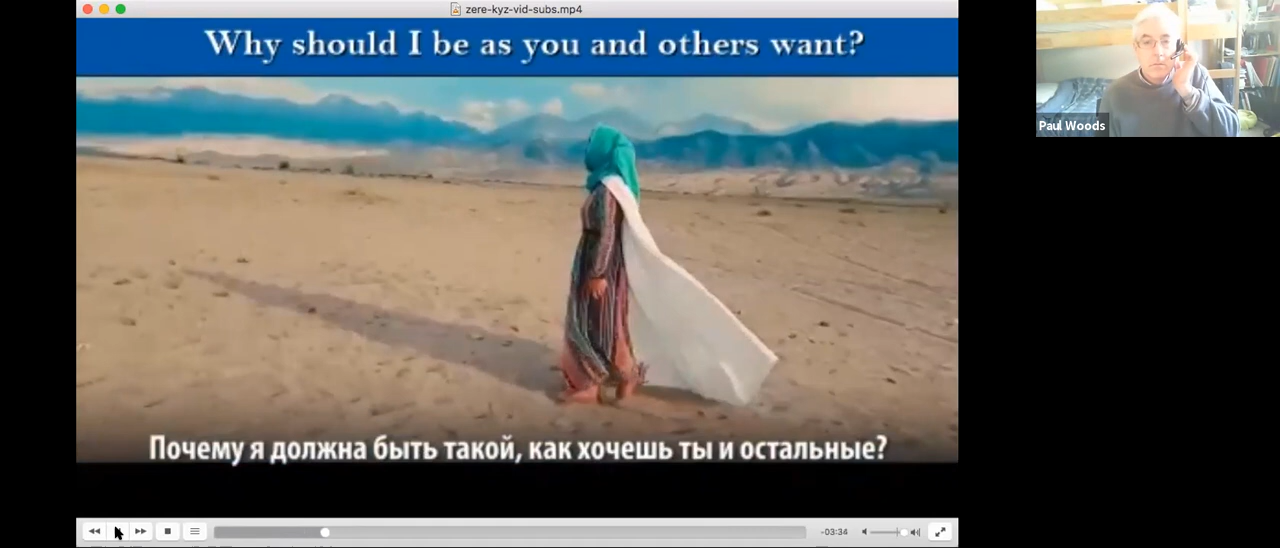 zere-kyz-vid-subs.mp4
Why should I be as you and others want?
Paul Woods
Почему я должна быть такой, как хочешь ты и остальные?
-03:34